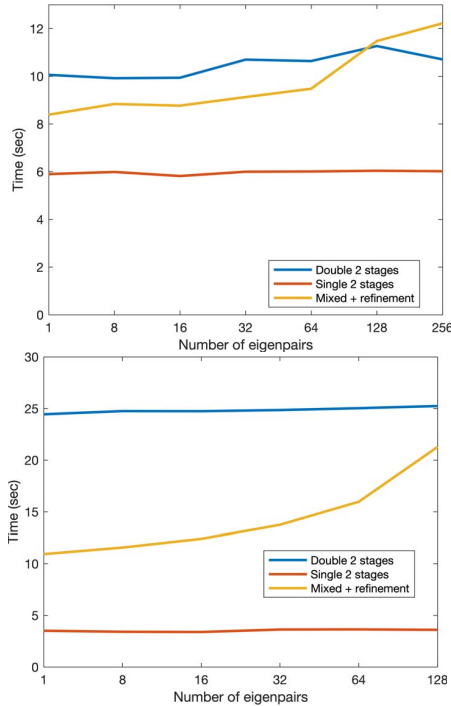 12
10
8
6
4
2
0
Time (sec)
Double 2 stages
Single 2 stages
Mixed + refinement
1 8 16 32 64 128 256
Number of eigenpairs
30
25
20
15
10
5
0
Time (sec)
Double 2 stages
Single 2 stages
Mixed + refinement
1 8 16 32 64 128
Number of eigenpairs